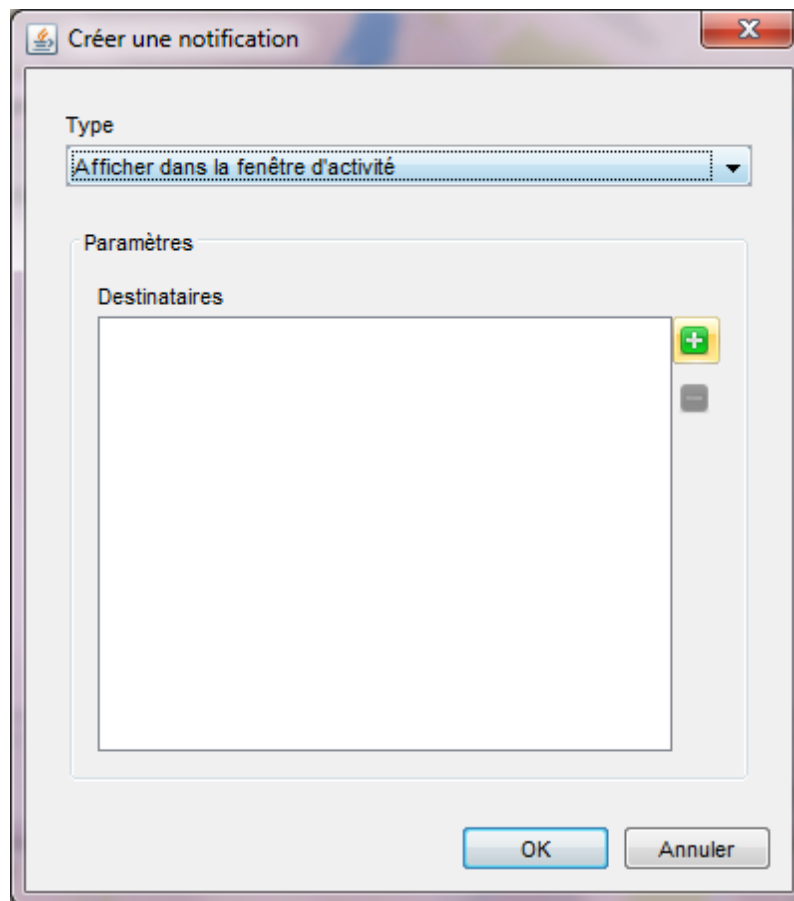 Créer une notification
Type
Afficher dans la fenêtre d'activité
Paramètres
Destinataires
OK
Annuler